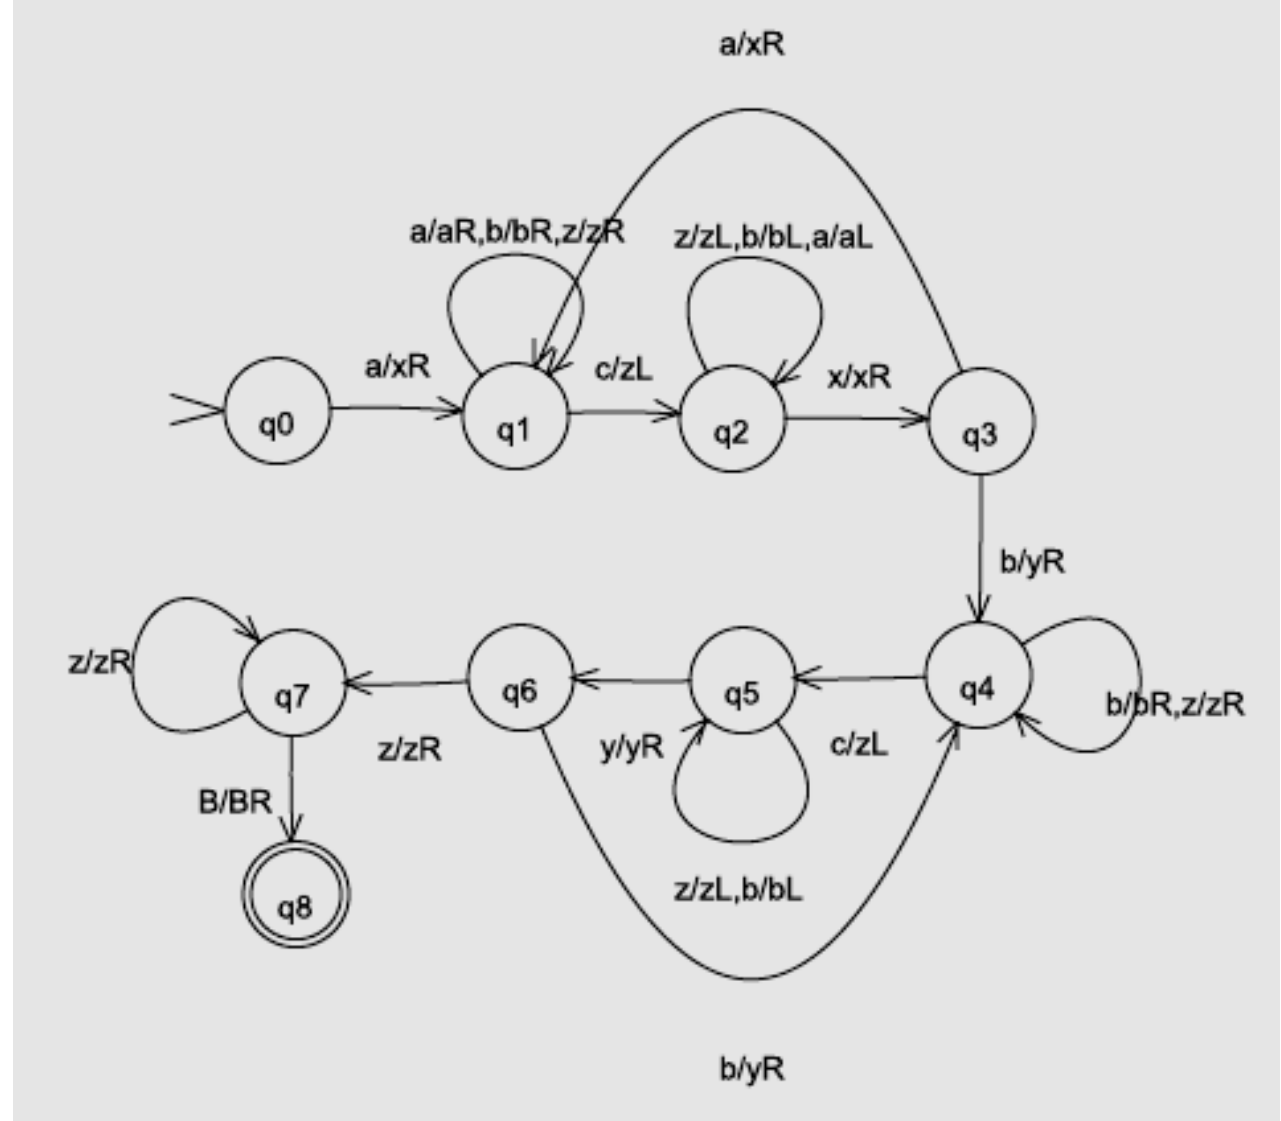 a/xR
a/aR,b/bR,z/zR
z/zL,b/bL,a/aL
a/xR
c/zL
x/xR
q0
q1
q2
q3
b/yR
z/zR
q7
q6
q5
q4
b/bR,z/zR
z/zR
y/yR
c/zL
B/BR
z/zL,b/bL
q8
b/yR